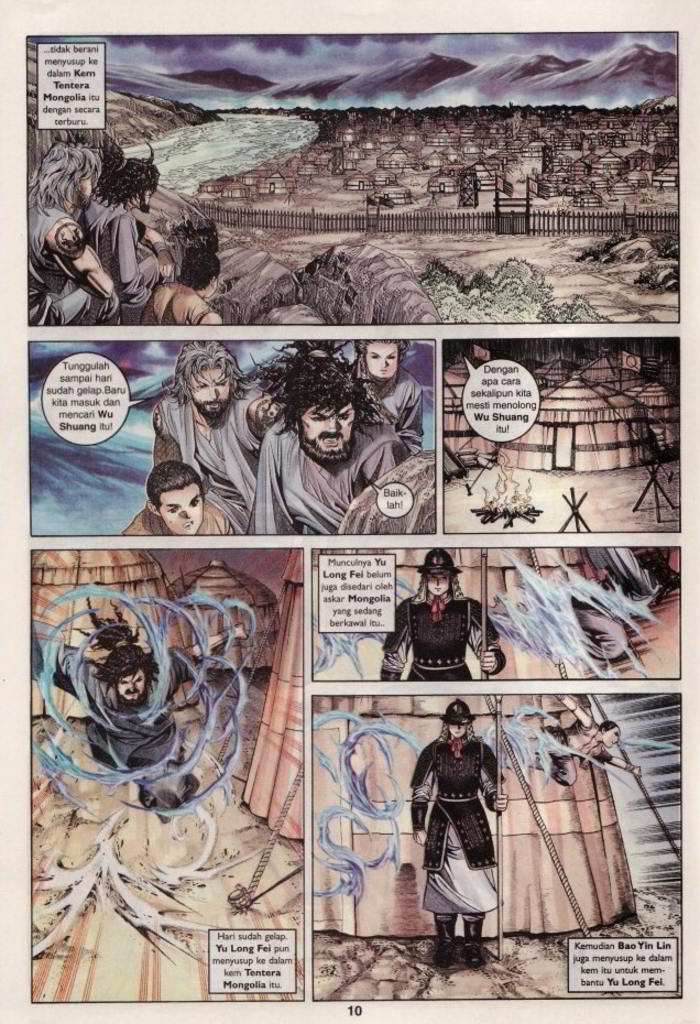 ...tidak berani
menyusup ke
dalam Kem
Tentera
Mongolia itu
dengan secara
terburu.
Tunggulah
sampai hari
sudah gelap.Baru
kita masuk dan
mencari Wu
Shuang itu!
Baik-
lah!
Dengan
apa cara
sekalipun kita
mesti menolong
Wu Shuang
itu!
Hari sudah gelap.
Yu Long Fei pun
menyusup ke dalam
kem Tentera
Mongolia itu.
Munculnya Yu
Long Fei belum
juga disedari oleh
askar Mongolia
yang sedang
berkawal itu..
Kemudian Bao Yin Lin
juga menyusup ke dalam
kem itu untuk mem-
bantu Yu Long Fei.
10